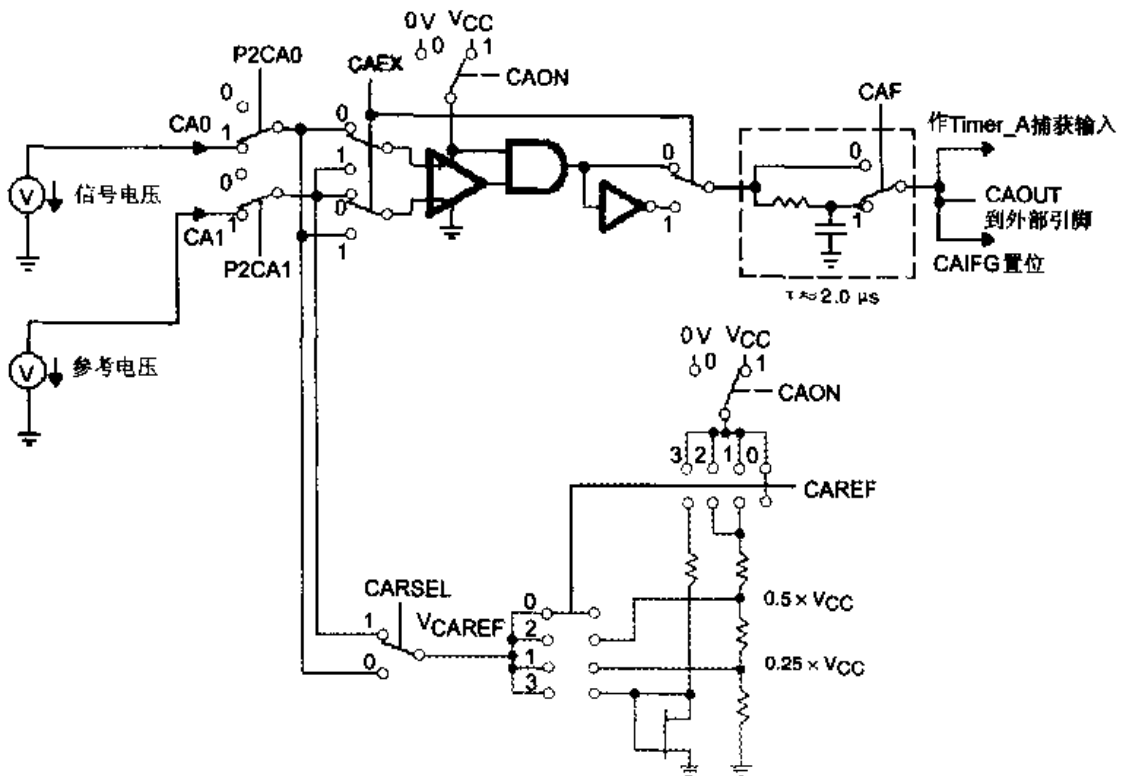 0V VCC
0 1
P2CA0
CAEX
CAON
CAF
0
CA0
1
0
1
0
作Timer_A捕获输入
0
V 信号电压
0
1
CA1
P2CA1
0
1
1
1
CAOUT
到外部引脚
CAIFG置位
τ≈2.0 μs
V 参考电压
0V VCC
0 1
CAON
3 2 1 0
CAREF
CARSEL
1
0
VCAREF
0
2
1
3
0.5 × VCC
0.25 × VCC